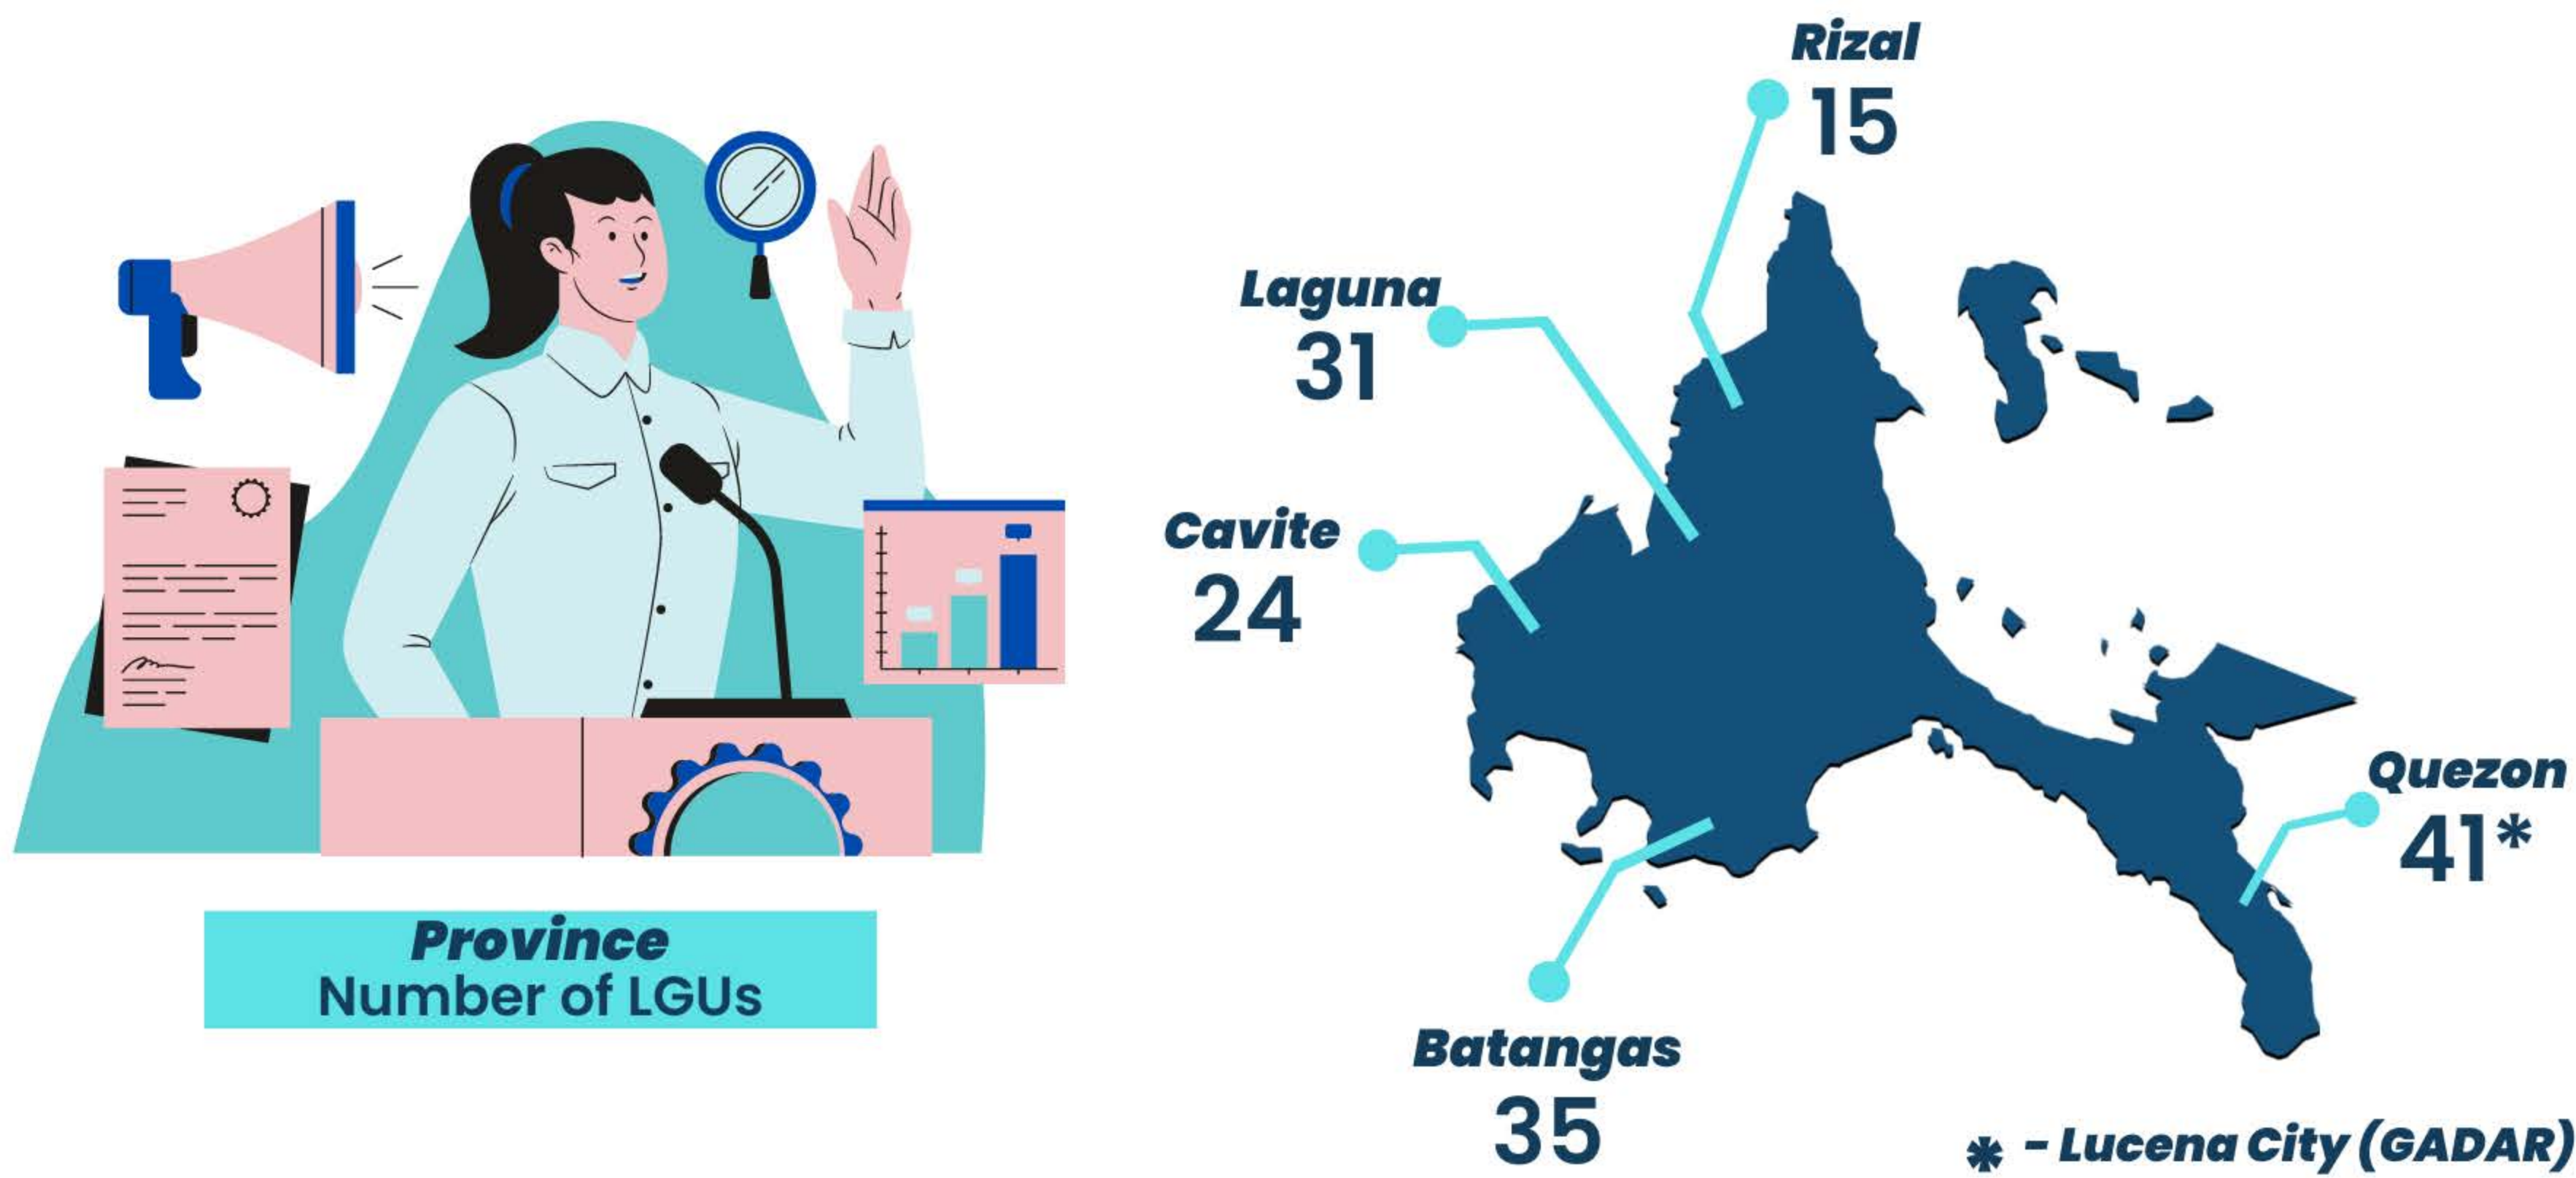 Rizal
15
Laguna
31
Cavite
24
Quezon
41*
Province
Number of LGUs
Batangas
35
* - Lucena City (GADAR)